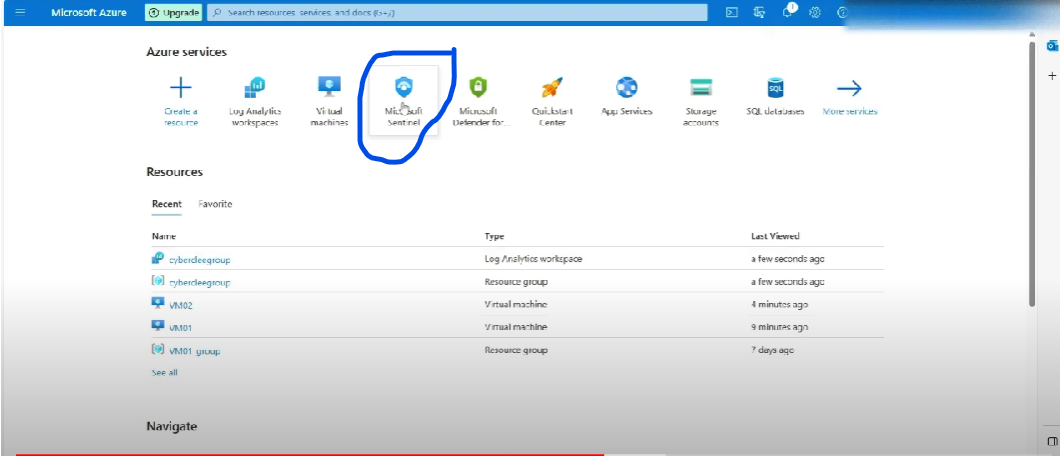 Microsoft Azure
Upgrade
Search resources, services, and docs (G+/)
1
Azure services
Create a resource
Log Analytics workspaces
Virtual machines
Microsoft Sentinel
Microsoft Defender for...
Quickstart Center
App Services
Storage accounts
SQL
SQL databases
More services
Resources
Recent Favorite
Name Type Last Viewed
cyberdeegroup Log Analytics workspace a few seconds ago
cyberdeegroup Resource group a few seconds ago
VM02 Virtual machine 4 minutes ago
VM01 Virtual machine 9 minutes ago
VM01_group Resource group 7 days ago
See all
Navigate